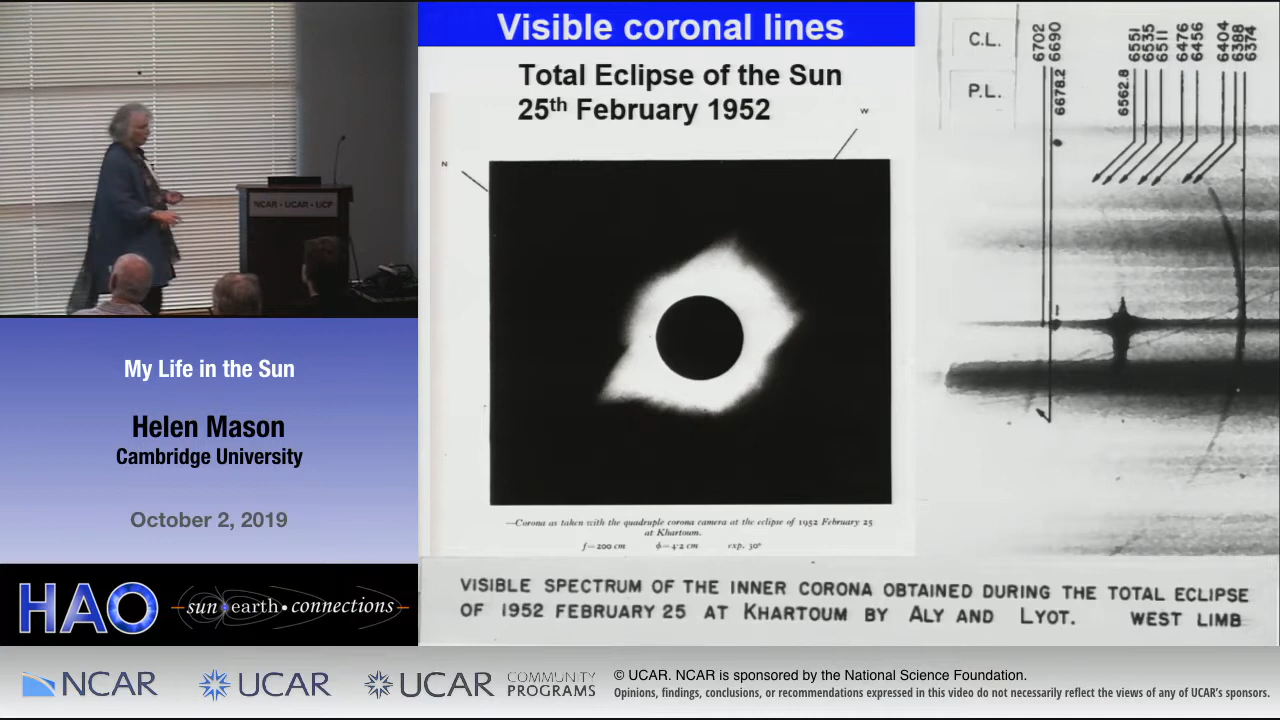 Visible coronal lines
Total Eclipse of the Sun
25th February 1952
N
W
—Corona as taken with the quadruple corona camera at the eclipse of 1952 February 25
at Khartoum.
f=200 cm φ=4·2 cm exp. 30s
C.L.
P.L.
6702
6690
6678.2
6562.8
6551
6535
6511
6476
6456
6404
6388
6374
VISIBLE SPECTRUM OF THE INNER CORONA OBTAINED DURING THE TOTAL ECLIPSE
OF 1952 FEBRUARY 25 AT KHARTOUM BY ALY AND LYOT. WEST LIMB
NCAR • UCAR • UCP
My Life in the Sun
Helen Mason
Cambridge University
October 2, 2019
HAO
sun earth • connections
NCAR
UCAR
UCAR
COMMUNITY
PROGRAMS
© UCAR. NCAR is sponsored by the National Science Foundation.
Opinions, findings, conclusions, or recommendations expressed in this video do not necessarily reflect the views of any of UCAR's sponsors.